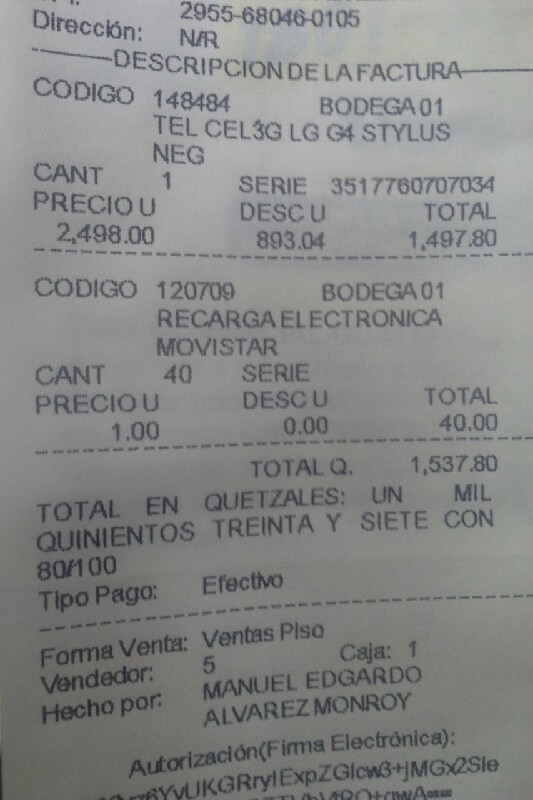 2955-68046-0105
Dirección: N/R
DESCRIPCION DE LA FACTURA
CODIGO 148484 BODEGA 01
TEL CEL3G LG G4 STYLUS
NEG
CANT 1 SERIE 3517760707034
PRECIO U DESC U TOTAL
2,498.00 893.04 1,497.80
CODIGO 120709 BODEGA 01
RECARGA ELECTRONICA
MOVISTAR
CANT 40 SERIE
PRECIO U DESC U TOTAL
1.00 0.00 40.00
TOTAL Q. 1,537.80
TOTAL EN QUETZALES: UN MIL
QUINIENTOS TREINTA Y SIETE CON
80/100
Tipo Pago: Efectivo
Forma Venta: Ventas Piso
Vendedor: 5 Caja: 1
Hecho por: MANUEL EDGARDO
ALVAREZ MONROY
Autorización(Firma Electrónica):